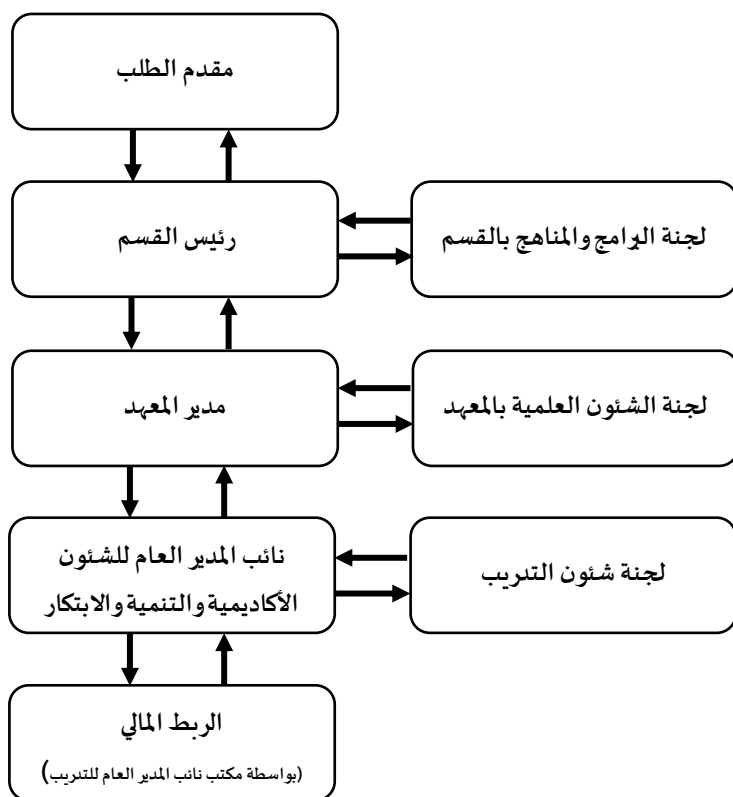 مقدم الطلب
رئيس القسم
لجنة البرامج والمناهج بالقسم
مدير المعهد
لجنة الشئون العلمية بالمعهد
نائب المدير العام للشئون
الأكاديمية والتنمية والابتكار
لجنة شئون التدريب
الربط المالي
(بواسطة مكتب نائب المدير العام للتدريب)